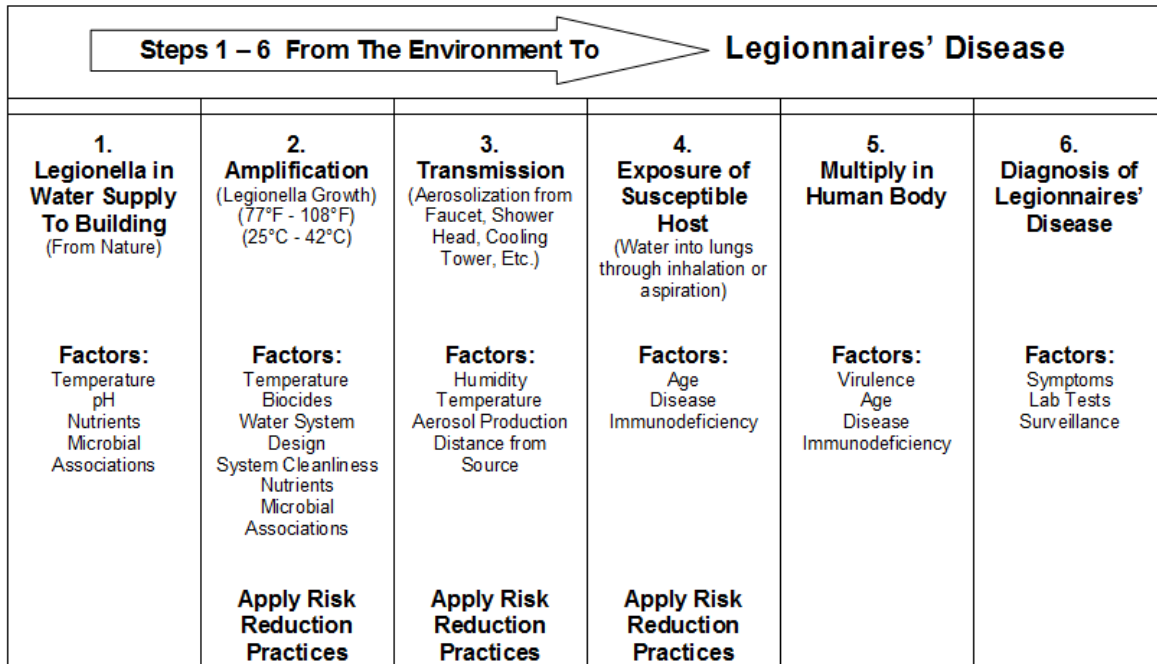 Steps 1 – 6 From The Environment To
Legionnaires' Disease
1.
Legionella in
Water Supply
To Building
(From Nature)
Factors:
Temperature
pH
Nutrients
Microbial
Associations
2.
Amplification
(Legionella Growth)
(77°F - 108°F)
(25°C - 42°C)
Factors:
Temperature
Biocides
Water System
Design
System Cleanliness
Nutrients
Microbial
Associations
Apply Risk
Reduction
Practices
3.
Transmission
(Aerosolization from
Faucet, Shower
Head, Cooling
Tower, Etc.)
Factors:
Humidity
Temperature
Aerosol Production
Distance from
Source
Apply Risk
Reduction
Practices
4.
Exposure of
Susceptible
Host
(Water into lungs
through inhalation or
aspiration)
Factors:
Age
Disease
Immunodeficiency
Apply Risk
Reduction
Practices
5.
Multiply in
Human Body
Factors:
Virulence
Age
Disease
Immunodeficiency
6.
Diagnosis of
Legionnaires'
Disease
Factors:
Symptoms
Lab Tests
Surveillance